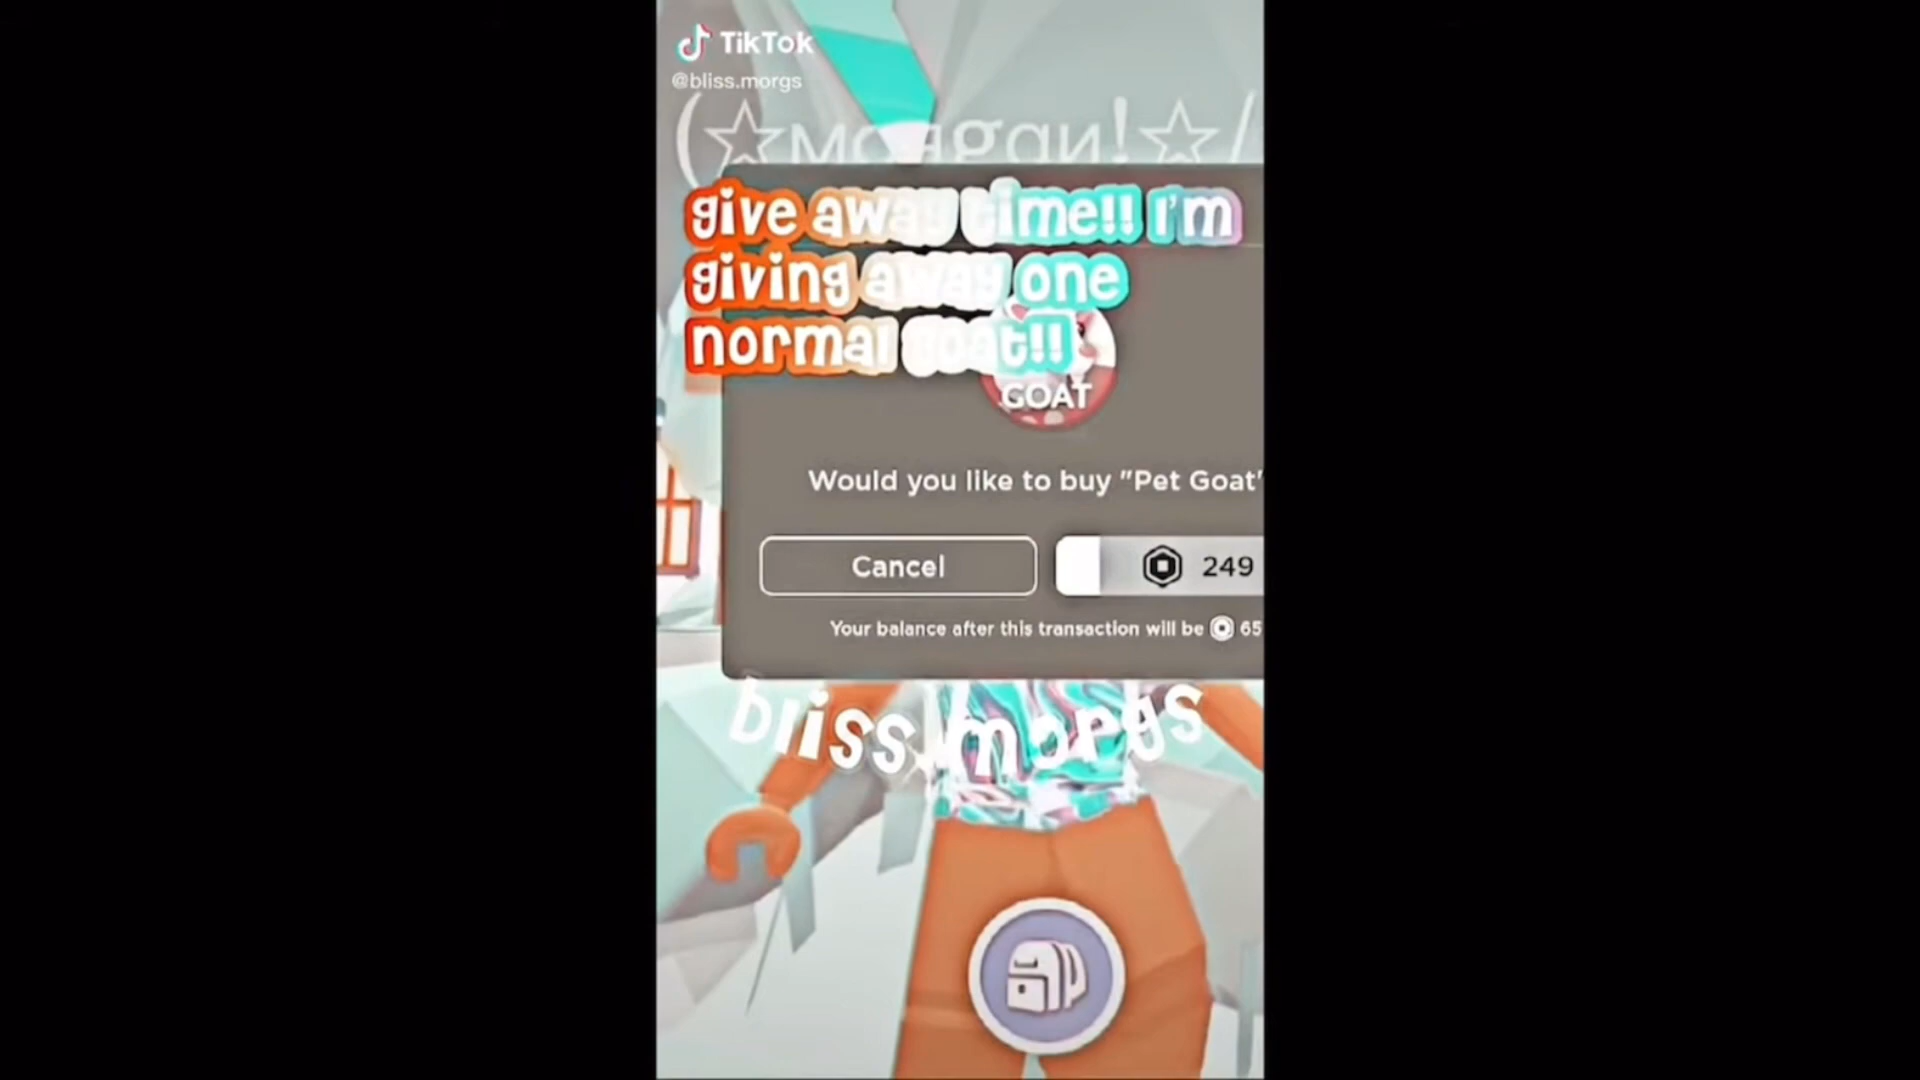 TikTok
@bliss.morgs
(☆мояgaи!☆/
give away time!! I'm
giving away one
normal goat!!
GOAT
Would you like to buy "Pet Goat"
Cancel
249
Your balance after this transaction will be 65
bliss.morgs